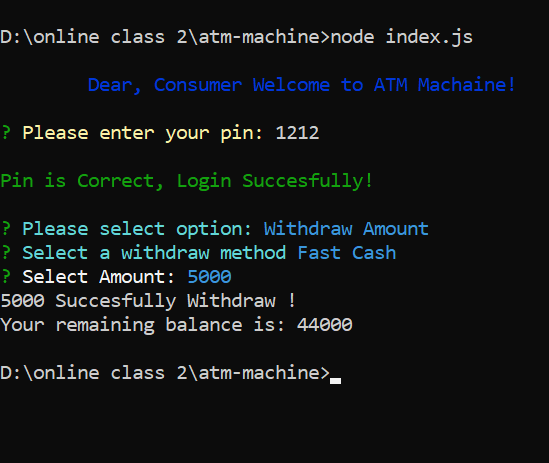 D:\online class 2\atm-machine>node index.js
Dear, Consumer Welcome to ATM Machaine!
? Please enter your pin: 1212
Pin is Correct, Login Succesfully!
? Please select option: Withdraw Amount
? Select a withdraw method Fast Cash
? Select Amount: 5000
5000 Succesfully Withdraw !
Your remaining balance is: 44000
D:\online class 2\atm-machine>